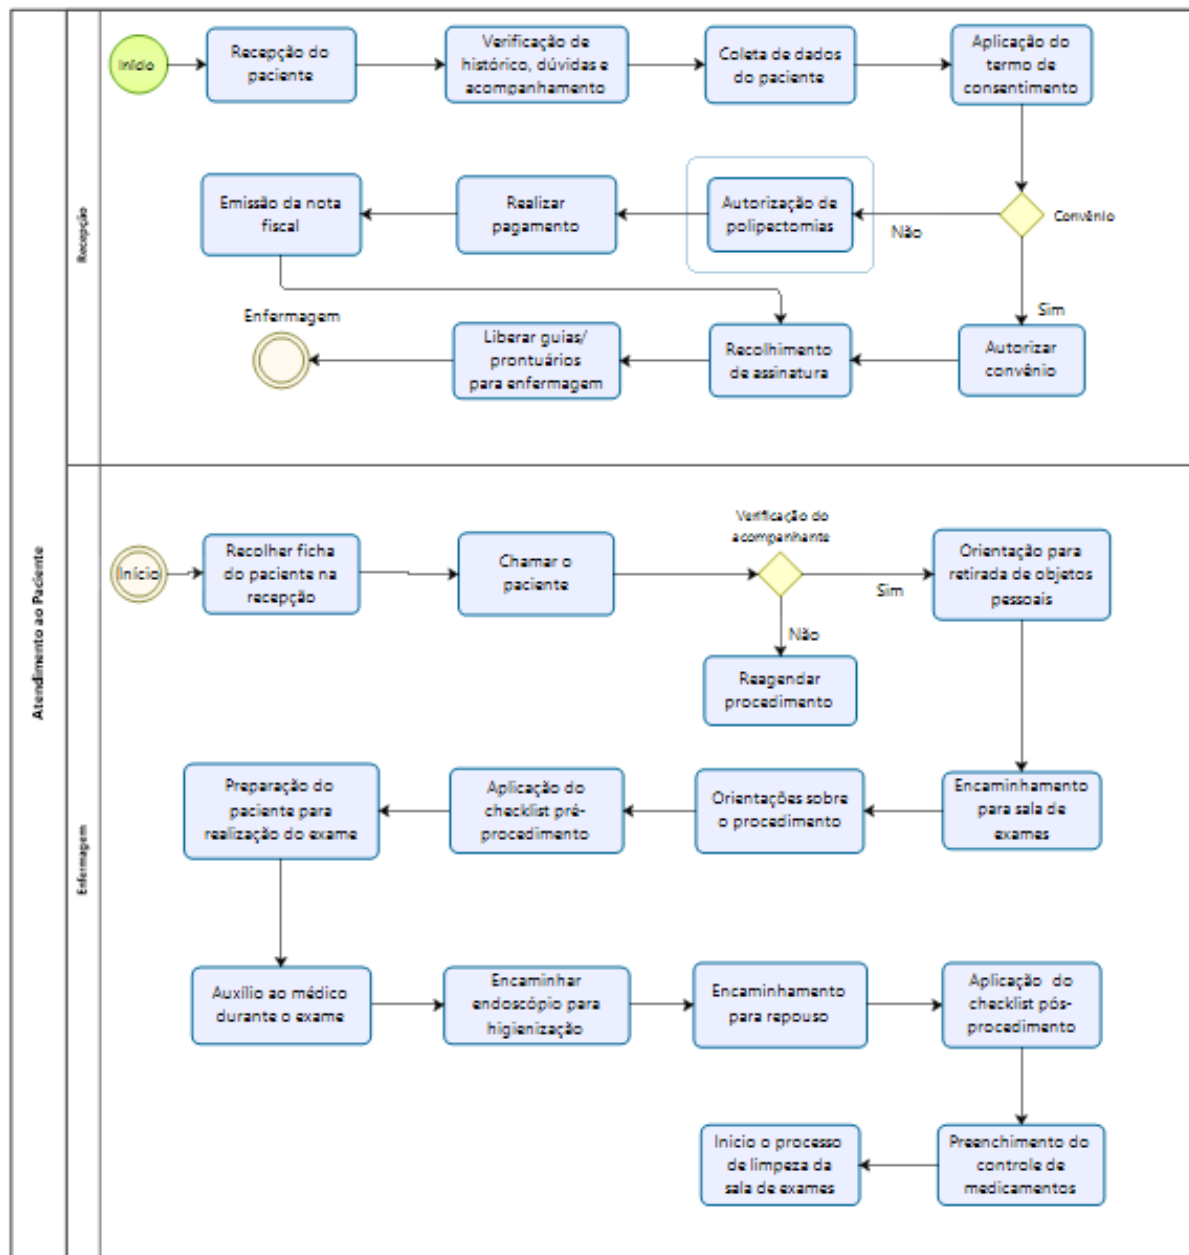 Atendimento ao Paciente
Recepção
Início
Recepção do
paciente
Verificação de
histórico, dúvidas e
acompanhamento
Coleta de dados
do paciente
Aplicação do
termo de
consentimento
Emissão da nota
fiscal
Realizar
pagamento
Autorização de
polipectomias
Não
Convênio
Sim
Enfermagem
Liberar guias/
prontuários
para enfermagem
Recolhimento
de assinatura
Autorizar
convênio
Enfermagem
Início
Recolher ficha
do paciente na
recepção
Chamar o
paciente
Verificação do
acompanhante
Sim
Não
Orientação para
retirada de objetos
pessoais
Reagendar
procedimento
Preparação do
paciente para
realização do exame
Aplicação do
checklist pré-
procedimento
Orientações sobre
o procedimento
Encaminhamento
para sala de
exames
Auxílio ao médico
durante o exame
Encaminhar
endoscópio para
higienização
Encaminhamento
para repouso
Aplicação do
checklist pós-
procedimento
Inicio o processo
de limpeza da
sala de exames
Preenchimento do
controle de
medicamentos